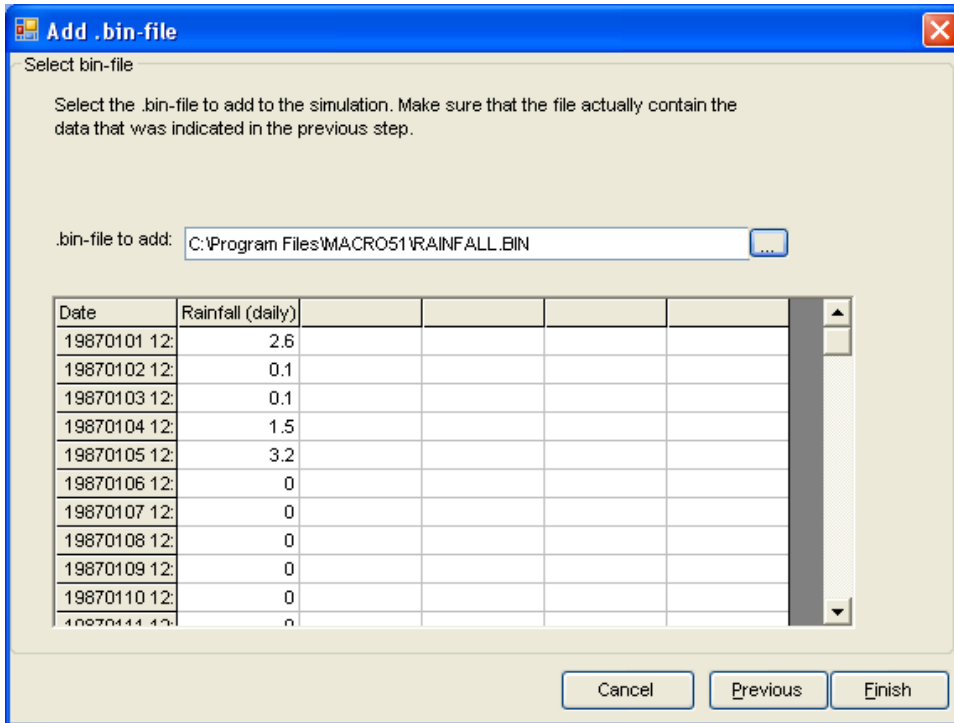 Add .bin-file
Select bin-file
Select the .bin-file to add to the simulation. Make sure that the file actually contain the
data that was indicated in the previous step.
.bin-file to add: C:\Program Files\MACRO51\RAINFALL.BIN ...
Date Rainfall (daily)
19870101 12: 2.6
19870102 12: 0.1
19870103 12: 0.1
19870104 12: 1.5
19870105 12: 3.2
19870106 12: 0
19870107 12: 0
19870108 12: 0
19870109 12: 0
19870110 12: 0
Cancel Previous Finish